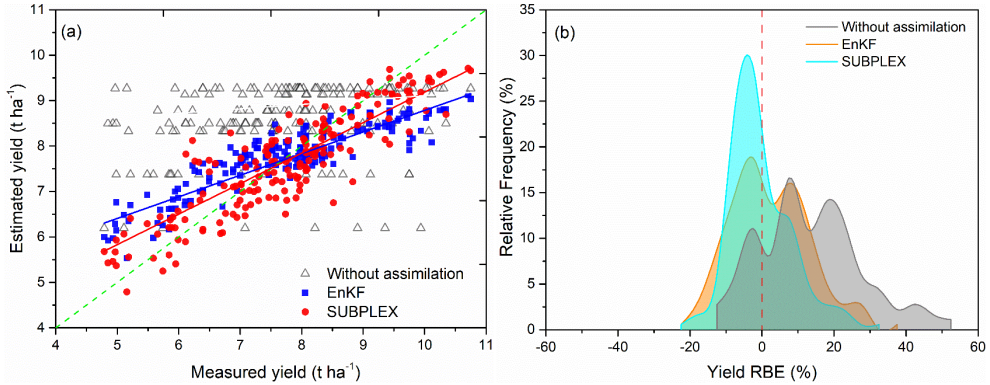 (a)
Estimated yield (t ha⁻¹)
11
10
9
8
7
6
5
4
Without assimilation
EnKF
SUBPLEX
4 5 6 7 8 9 10 11
Measured yield (t ha⁻¹)
(b)
Relative Frequency (%)
35
30
25
20
15
10
5
0
Without assimilation
EnKF
SUBPLEX
-60 -40 -20 0 20 40 60
Yield RBE (%)